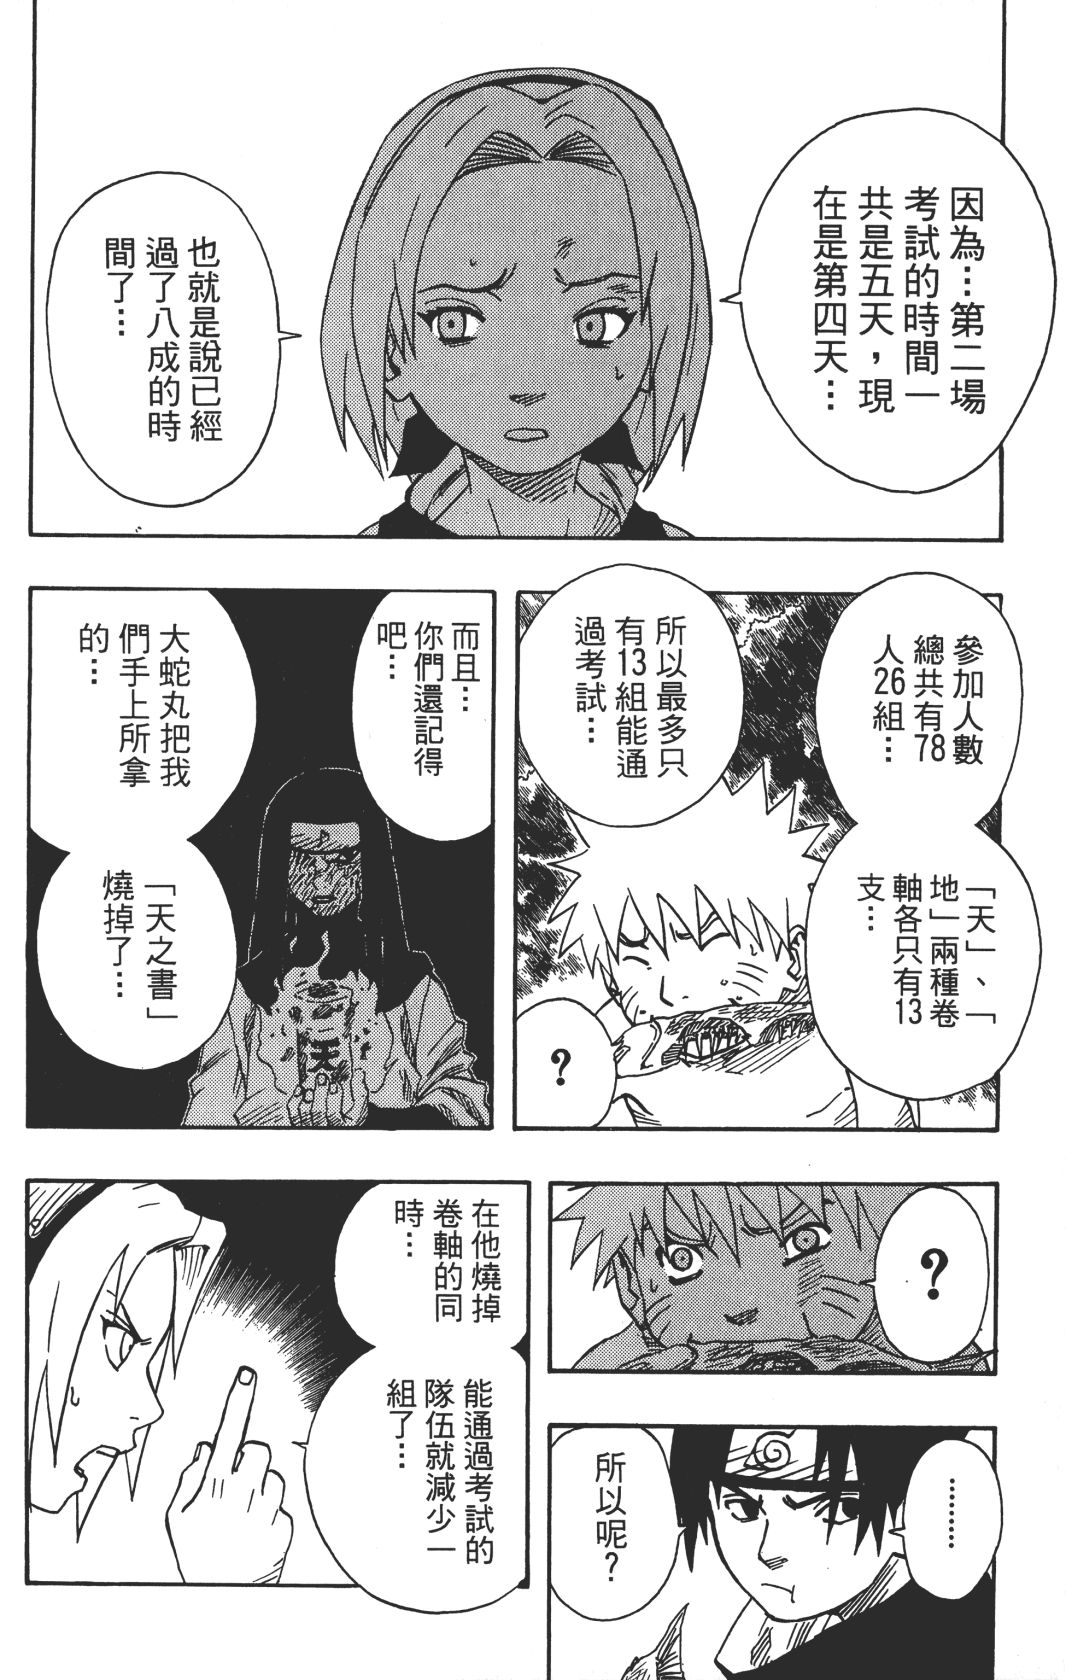 因為…第二場
考試的時間一
共是五天，現
在是第四天…
也就是說已經
過了八成的時
間了…
參加人數
總共有78
人26組…
「天」、「
地」兩種卷
軸各只有13
支…
所以最多只
有13組能通
過考試…
？
而且…
你們還記得
吧…
大蛇丸把我
們手上所拿
的…
「天之書」
燒掉了…
天
？
……
所以呢？
在他燒掉
卷軸的同
時…
能通過考試的
隊伍就減少一
組了…